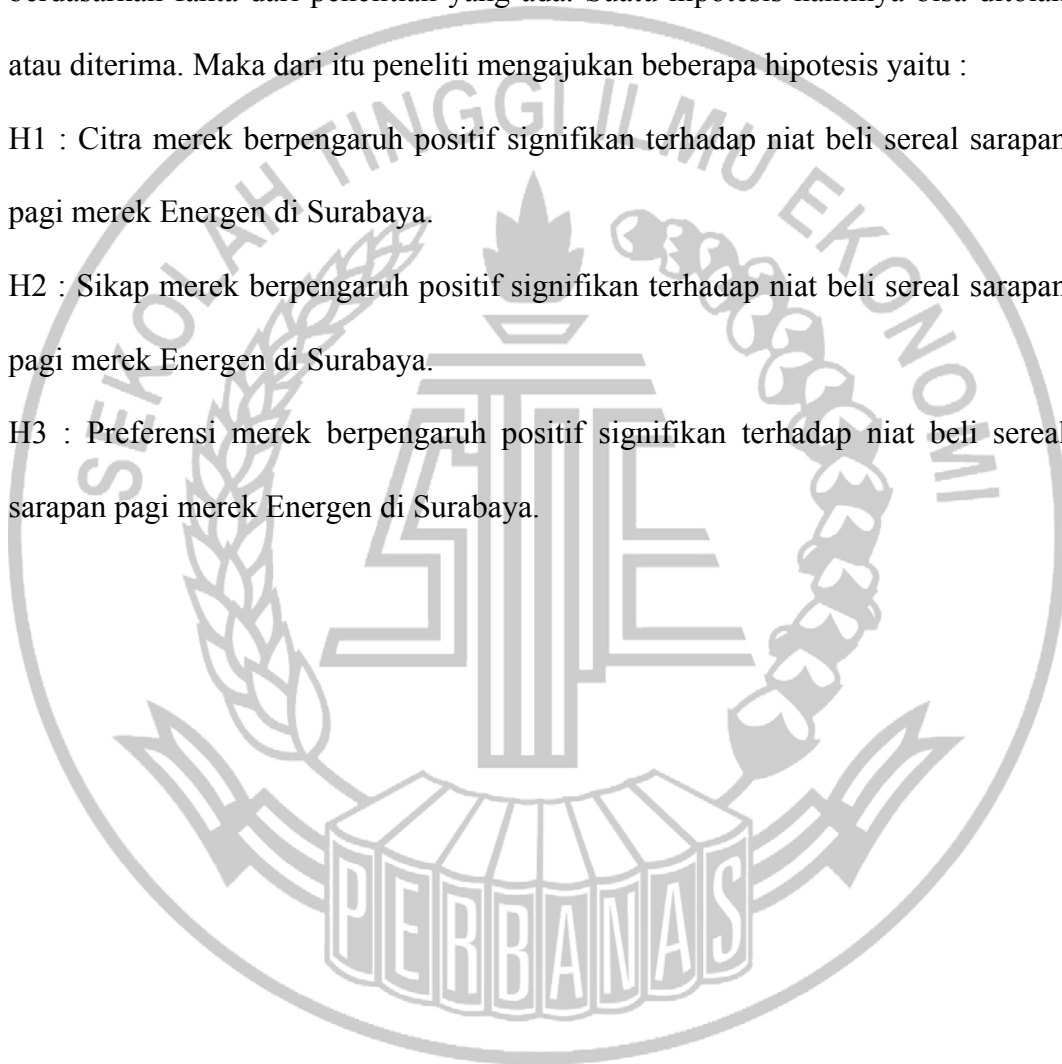 atau diterima. Maka dari itu peneliti mengajukan beberapa hipotesis yaitu :
H1 : Citra merek berpengaruh positif signifikan terhadap niat beli sereal sarapan
pagi merek Energen di Surabaya.
H2 : Sikap merek berpengaruh positif signifikan terhadap niat beli sereal sarapan
pagi merek Energen di Surabaya.
H3 : Preferensi merek berpengaruh positif signifikan terhadap niat beli sereal
sarapan pagi merek Energen di Surabaya.
SEKOLAH TINGGI ILMU EKONOMI
PERBANAS